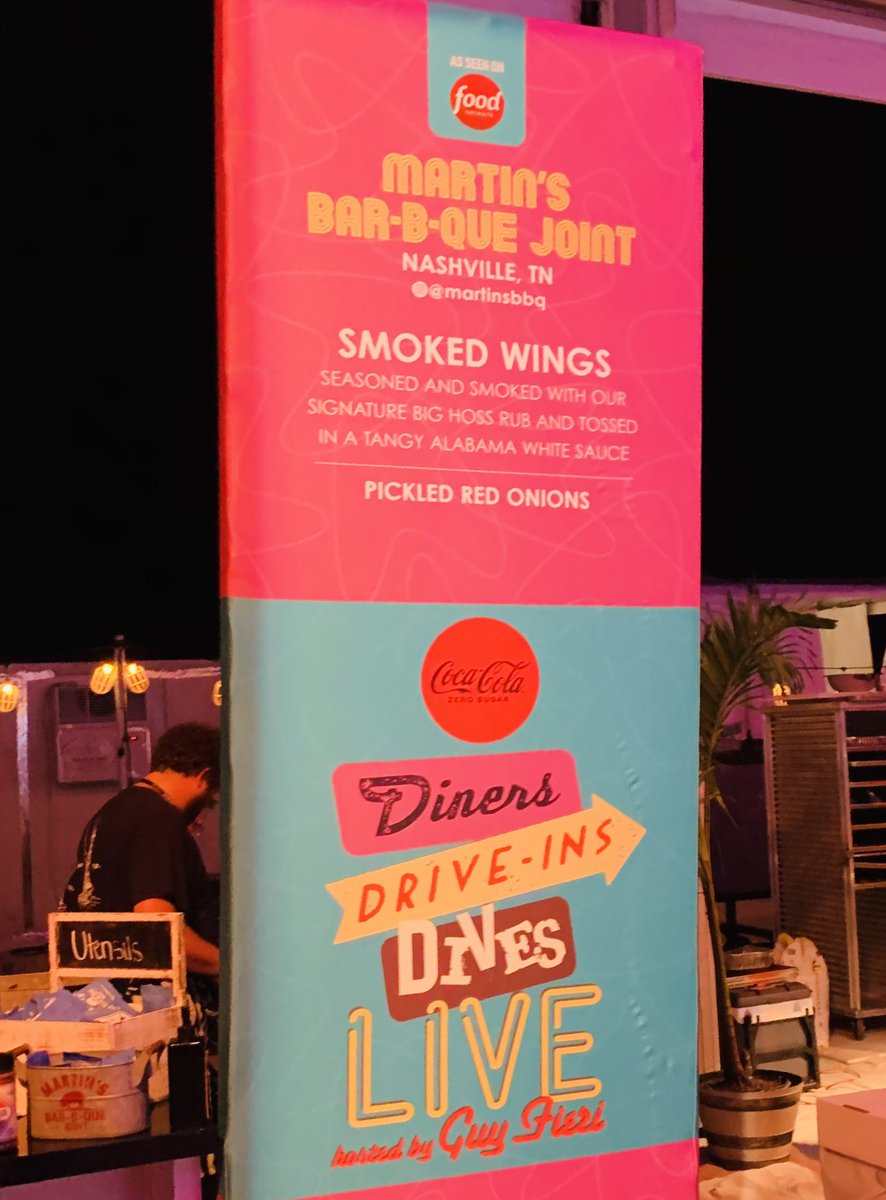 AS SEEN ON
food
network
MARTIN'S
BAR-B-QUE JOINT
NASHVILLE, TN
@martinsbbq
SMOKED WINGS
SEASONED AND SMOKED WITH OUR
SIGNATURE BIG HOSS RUB AND TOSSED
IN A TANGY ALABAMA WHITE SAUCE
PICKLED RED ONIONS
Coca-Cola
ZERO SUGAR
Diners
DRIVE-INS
DIVES
LIVE
hosted by Guy Fieri
Utensils
MARTIN'S
BAR-B-QUE
JOINT